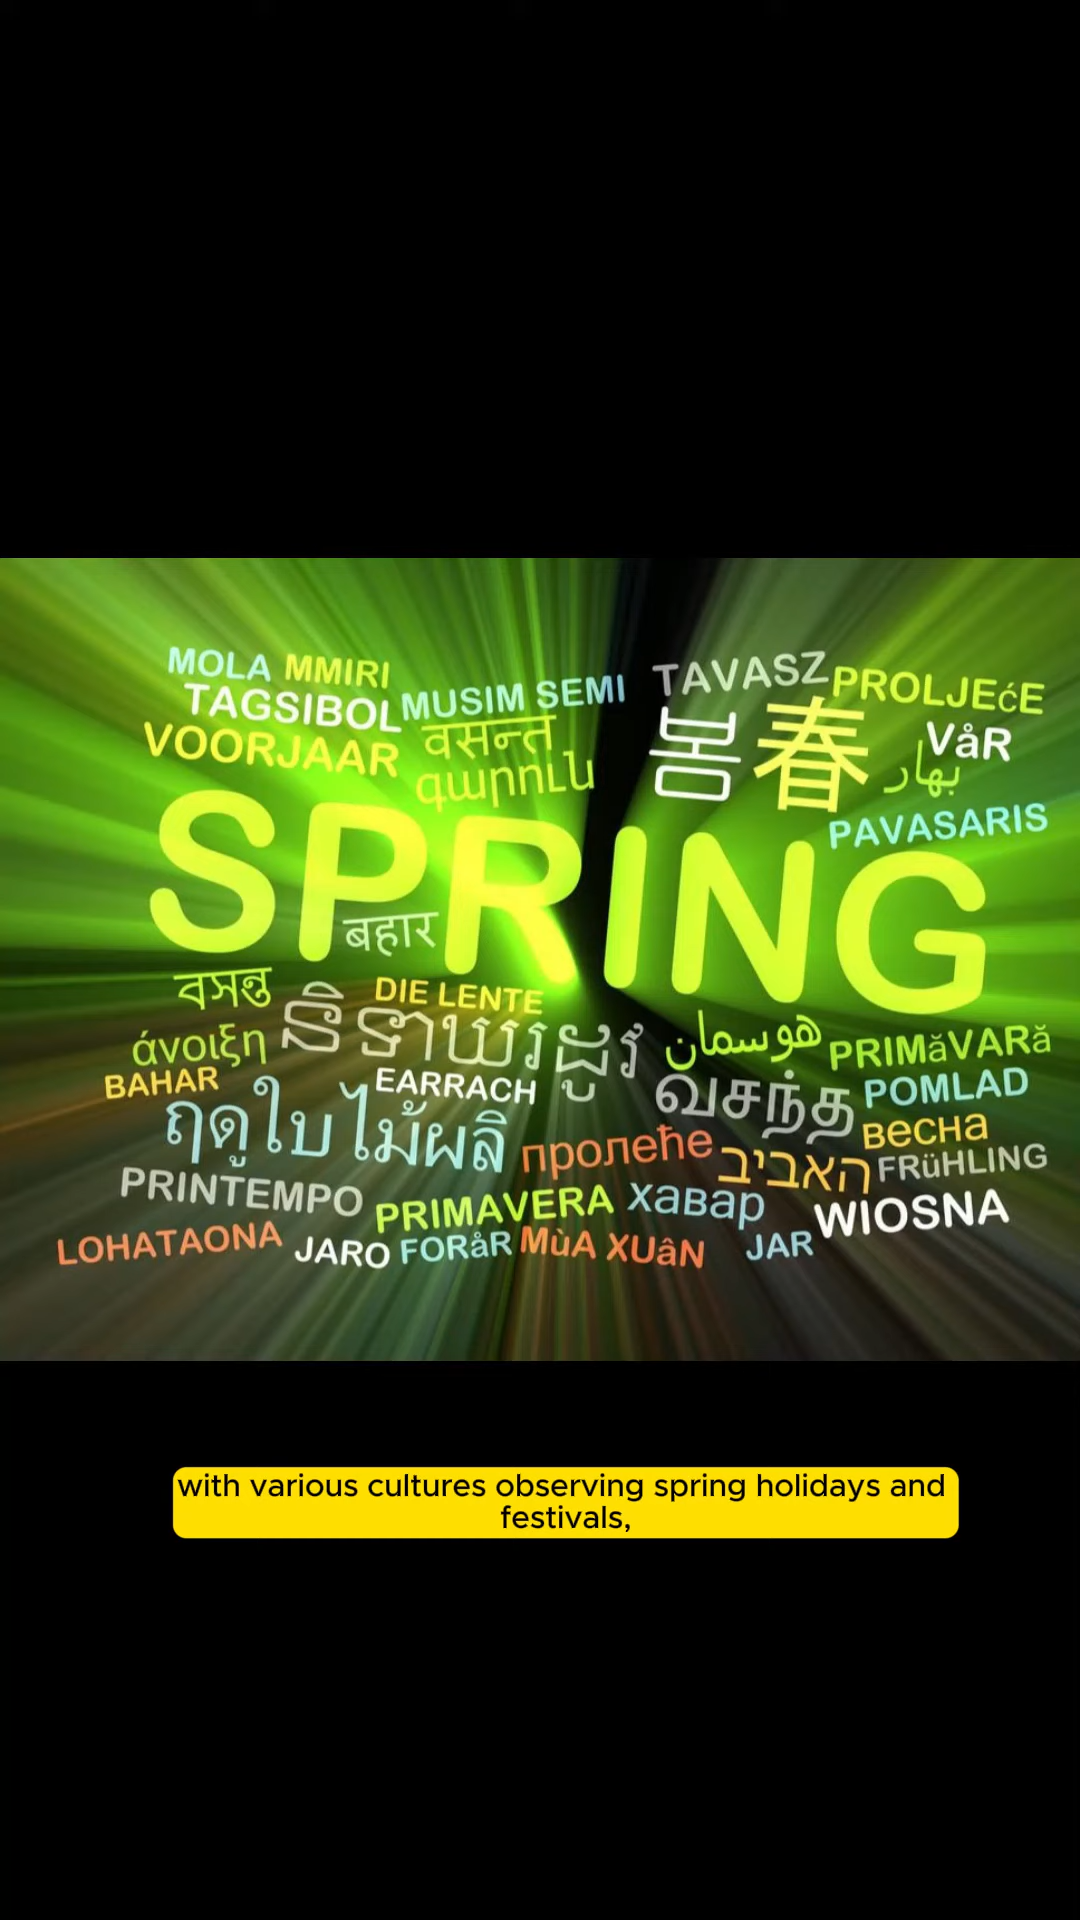 MOLA MMIRI
TAGSIBOL
MUSIM SEMI
TAVASZ
PROLJEćE
VOORJAAR
वसन्त
գարուն
봄
春
VåR
بهار
PAVASARIS
SPRING
बहार
বসন্ত
DIE LENTE
άνοιξη
និទាឃរដូវ
هوسمان
PRIMăVARă
BAHAR
EARRACH
வசந்த
POMLAD
ฤดูใบไม้ผลิ
пролеће
весна
האביב
FRüHLING
PRINTEMPO
PRIMAVERA
хавар
WIOSNA
LOHATAONA
JARO
FORåR
MùA XUâN
JAR
with various cultures observing spring holidays and
festivals,